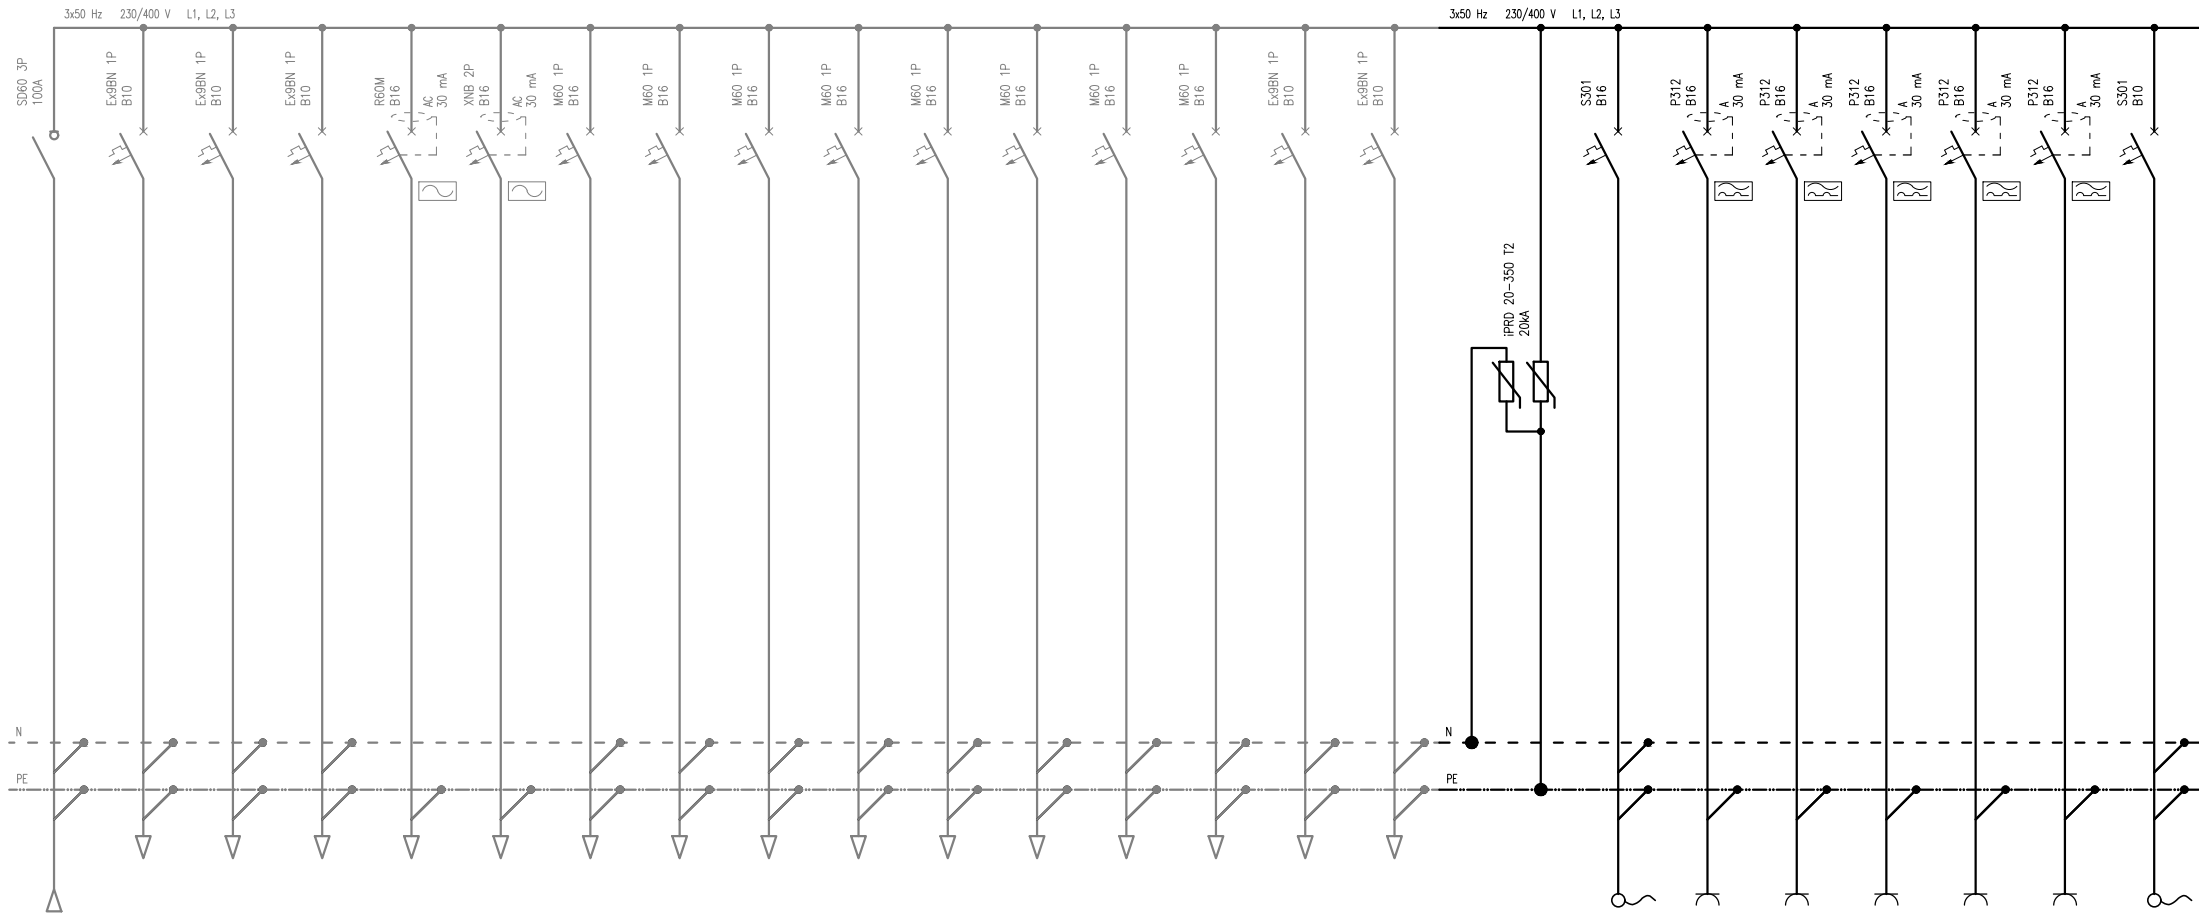 3x50 Hz 230/400 V L1, L2, L3
SD60 3P
100A
Ex9BN 1P
B10
Ex9BN 1P
B10
Ex9BN 1P
B10
R60M
B16
AC
30 mA
XNB 2P
B16
AC
30 mA
M60 1P
B16
M60 1P
B16
M60 1P
B16
M60 1P
B16
M60 1P
B16
M60 1P
B16
M60 1P
B16
M60 1P
B16
Ex9BN 1P
B10
Ex9BN 1P
B10
3x50 Hz 230/400 V L1, L2, L3
iPRD 20-350 T2
20kA
S301
B16
P312
B16
A
30 mA
P312
B16
A
30 mA
P312
B16
A
30 mA
P312
B16
A
30 mA
P312
B16
A
30 mA
S301
B10
N
N
PE
PE